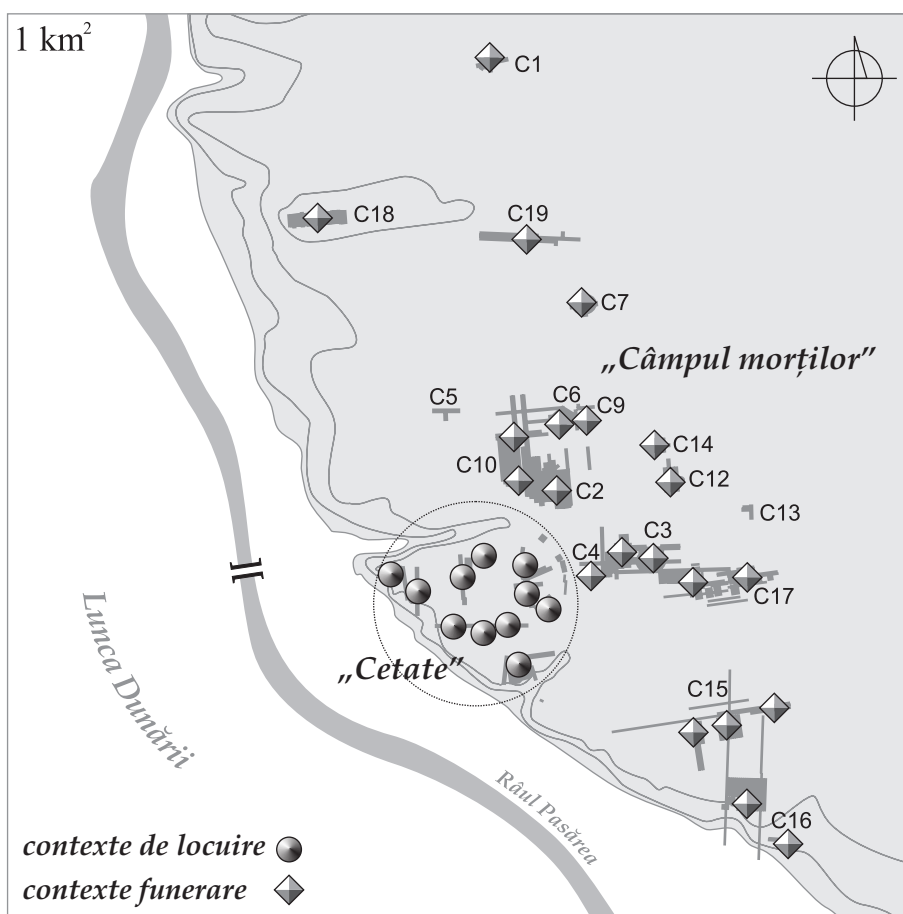 1 km²
C1
C18
C19
C7
„Câmpul morților”
C5
C6
C9
C14
C10
C12
C2
C13
C3
C4
C17
„Cetate”
Lunca Dunării
C15
Râul Pasărea
C16
contexte de locuire
contexte funerare